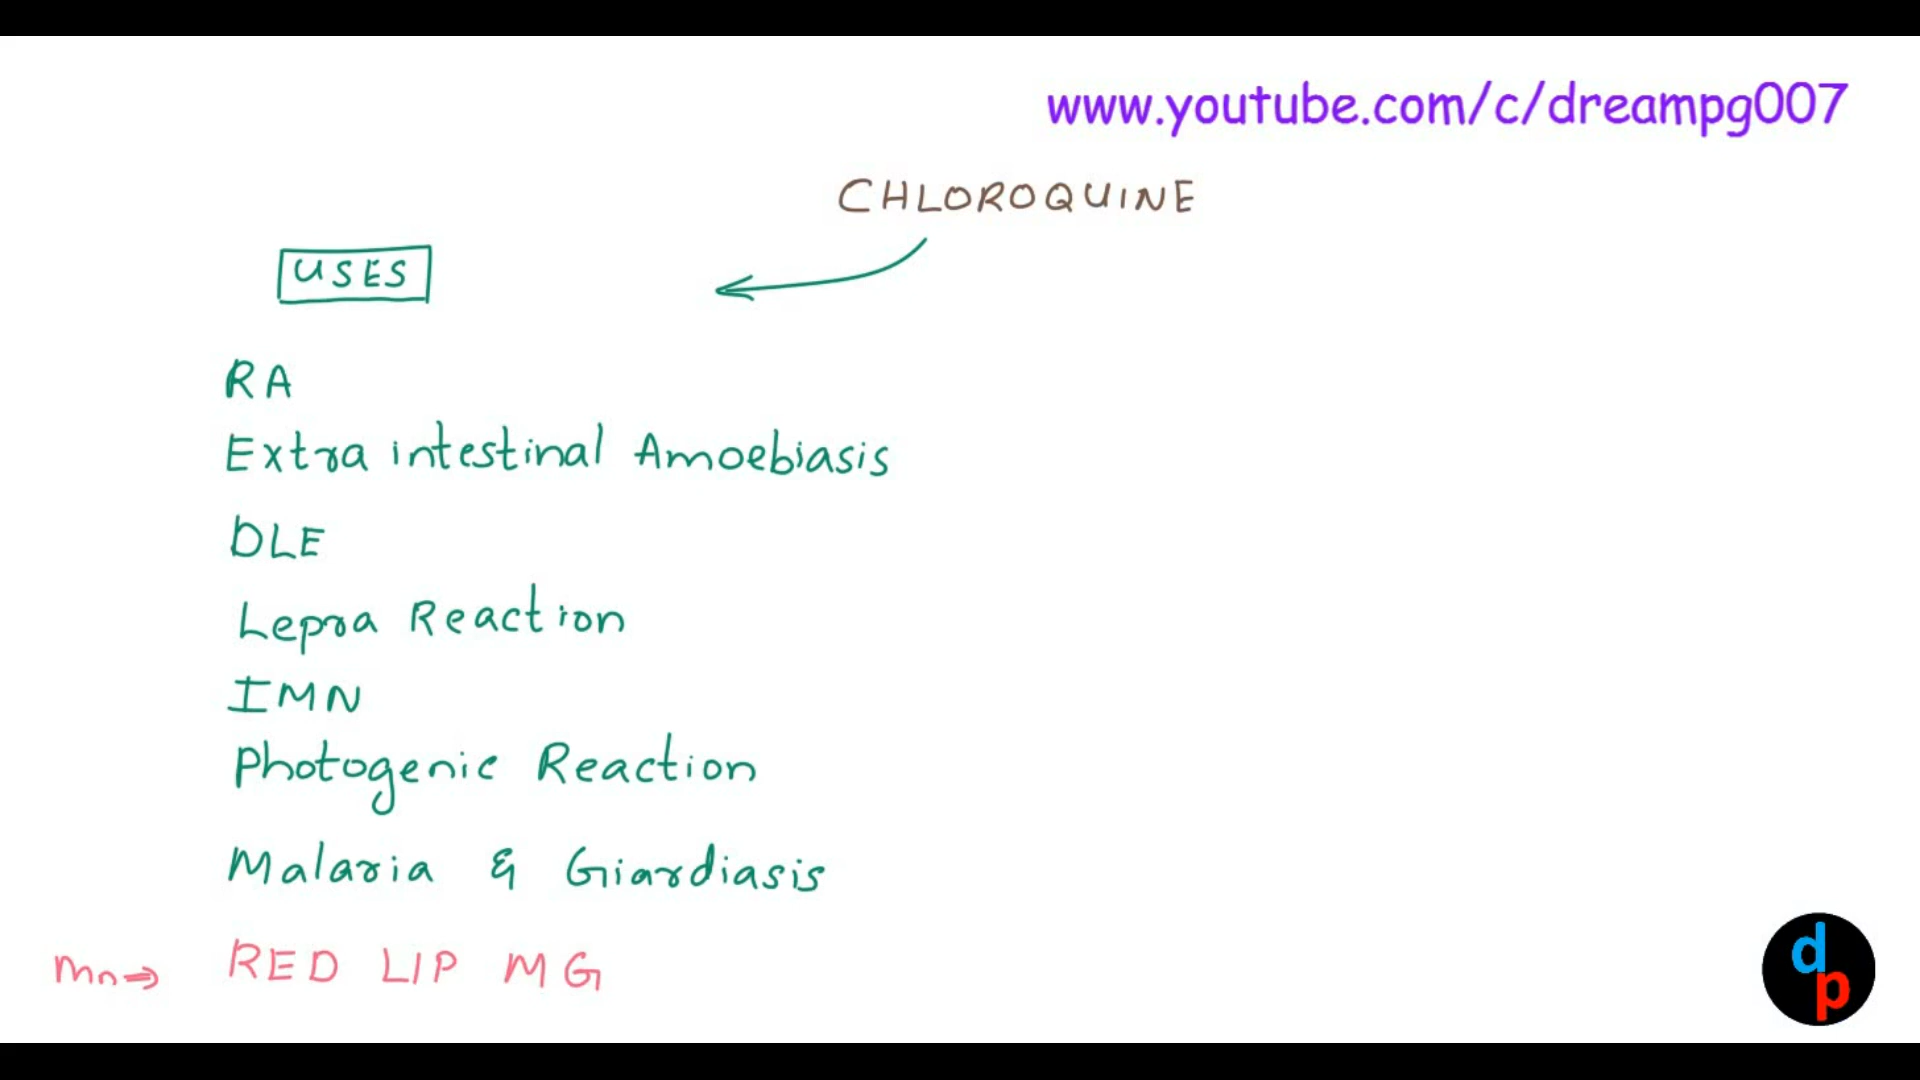 www.youtube.com/c/dreampg007
CHLOROQUINE
USES
RA
Extra intestinal Amoebiasis
DLE
Lepra Reaction
IMN
Photogenic Reaction
Malaria & Giardiasis
Mn⇒ RED LIP MG
dp